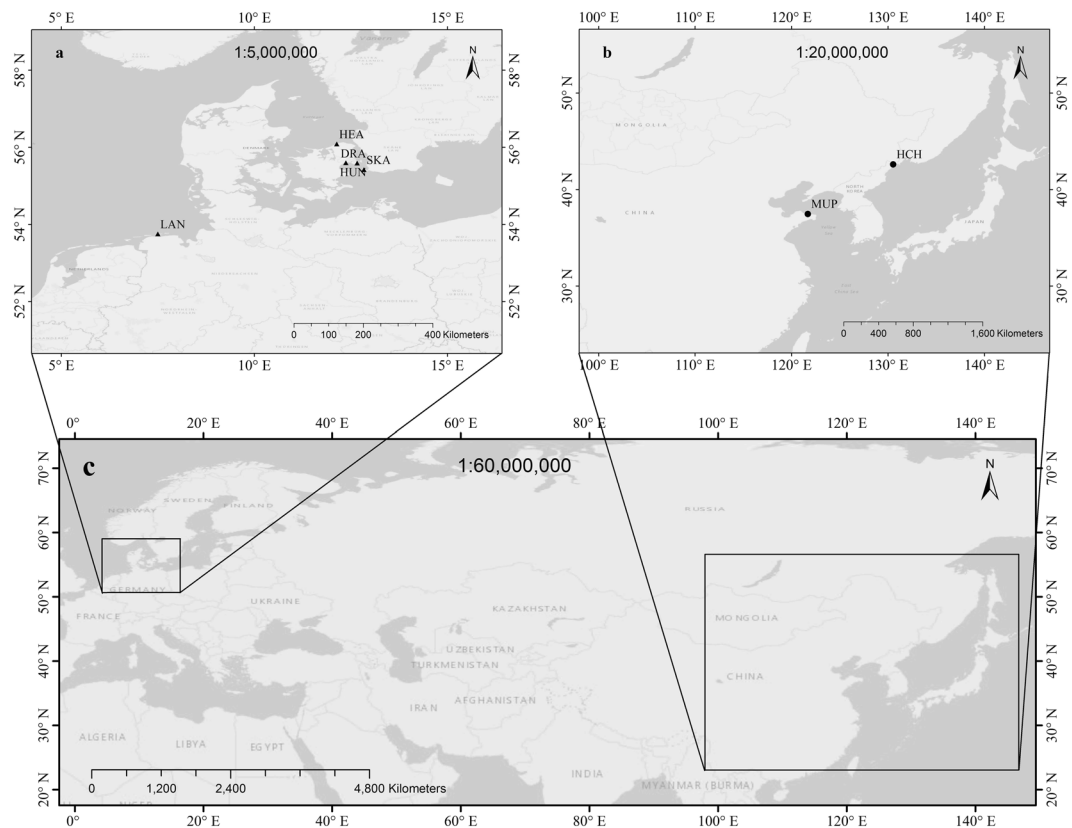 5° E 10° E 15° E
100° E 110° E 120° E 130° E 140° E
a 1:5,000,000 N
b 1:20,000,000 N
58° N 58° N
50° N 50° N
MONGOLIA
HEA
56° N 56° N
DRA SKA
HUN
DENMARK
HCH
40° N 40° N
NORTH KOREA
CHINA
MUP
JAPAN
LAN
54° N 54° N
NETHERLANDS
30° N 30° N
52° N 52° N
0 100 200 400 Kilometers
0 400 800 1,600 Kilometers
5° E 10° E 15° E
100° E 110° E 120° E 130° E 140° E
0° 20° E 40° E 60° E 80° E 100° E 120° E 140° E
c 1:60,000,000 N
70° N 70° N
NORWAY SWEDEN FINLAND
RUSSIA
60° N 60° N
GERMANY
50° N 50° N
FRANCE UKRAINE KAZAKHSTAN MONGOLIA
UZBEKISTAN
40° N 40° N
TURKMENISTAN
CHINA
IRAN AFGHANISTAN
30° N 30° N
ALGERIA LIBYA EGYPT
INDIA
MYANMAR (BURMA)
20° N 20° N
0 1,200 2,400 4,800 Kilometers
NIGER
0° 20° E 40° E 60° E 80° E 100° E 120° E 140° E